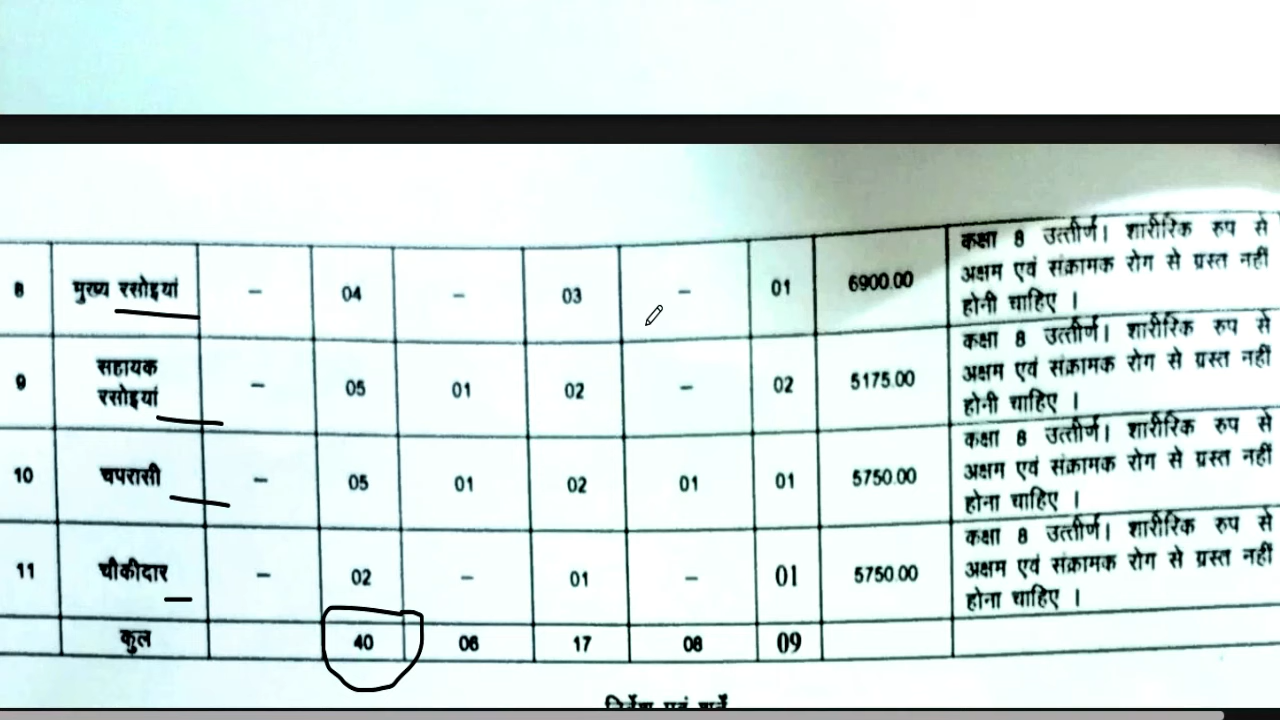 8 मुख्य रसोइयां – 04 – 03 – 01 6900.00 कक्षा 8 उत्तीर्ण। शारीरिक रुप से
अक्षम एवं संक्रामक रोग से ग्रस्त नहीं
होनी चाहिए ।
9 सहायक रसोइयां – 05 01 02 – 02 5175.00 कक्षा 8 उत्तीर्ण। शारीरिक रुप से
अक्षम एवं संक्रामक रोग से ग्रस्त नहीं
होनी चाहिए ।
10 चपरासी – 05 01 02 01 01 5750.00 कक्षा 8 उत्तीर्ण। शारीरिक रुप से
अक्षम एवं संक्रामक रोग से ग्रस्त नहीं
होना चाहिए ।
11 चौकीदार – 02 – 01 – 01 5750.00 कक्षा 8 उत्तीर्ण। शारीरिक रुप से
अक्षम एवं संक्रामक रोग से ग्रस्त नहीं
होना चाहिए ।
कुल 40 06 17 08 09